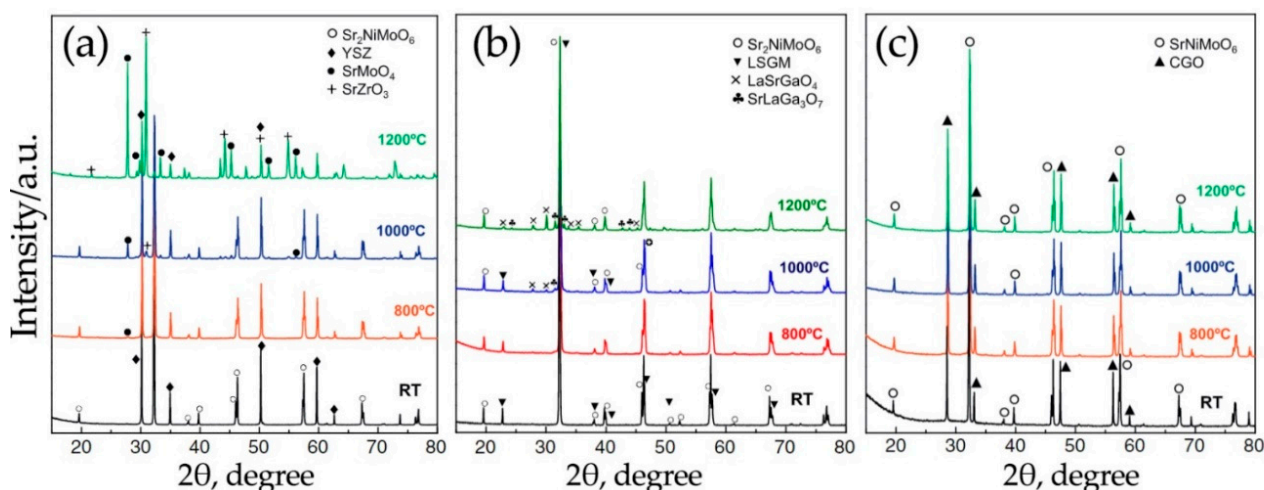 Intensity/a.u.
(a)
Sr₂NiMoO₆
YSZ
SrMoO₄
SrZrO₃
1200ºC
1000ºC
800ºC
RT
15 20 30 40 50 60 70 80
2θ, degree
(b)
Sr₂NiMoO₆
LSGM
LaSrGaO₄
SrLaGa₃O₇
1200ºC
1000ºC
800ºC
RT
20 30 40 50 60 70 80
2θ, degree
(c)
SrNiMoO₆
CGO
1200ºC
1000ºC
800ºC
RT
20 30 40 50 60 70 80
2θ, degree